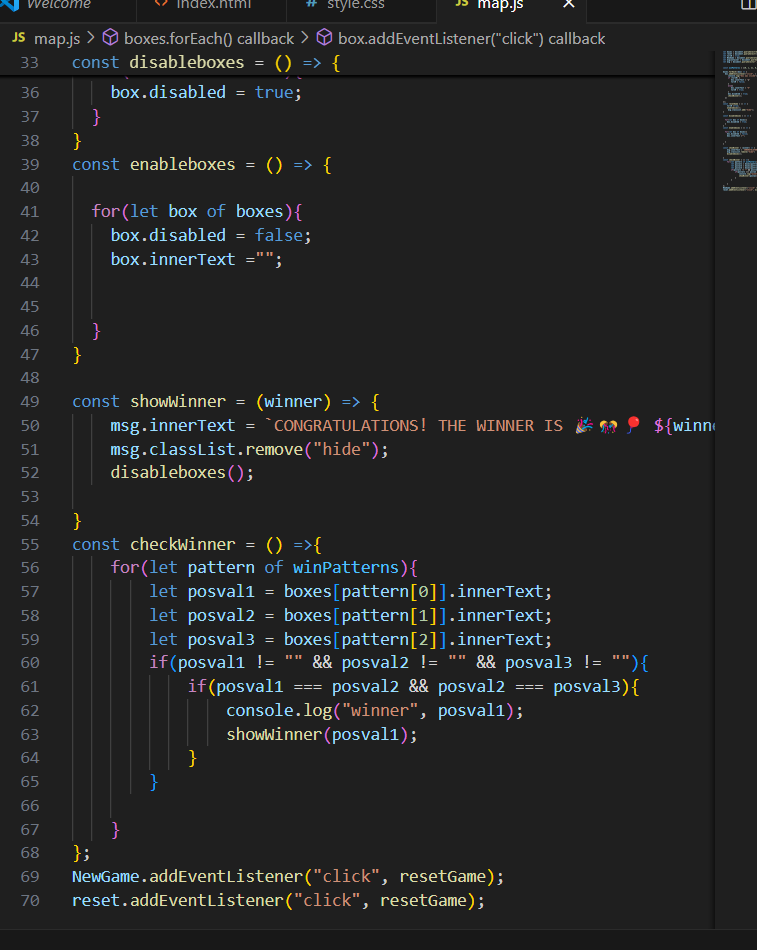 Welcome index.html # style.css JS map.js ×
JS map.js > boxes.forEach() callback > box.addEventListener("click") callback
33 const disableboxes = () => {
36 box.disabled = true;
37 }
38 }
39 const enableboxes = () => {
40
41 for(let box of boxes){
42 box.disabled = false;
43 box.innerText ="";
44
45
46 }
47 }
48
49 const showWinner = (winner) => {
50 msg.innerText = `CONGRATULATIONS! THE WINNER IS 🎉🎊🎈 ${winne
51 msg.classList.remove("hide");
52 disableboxes();
53
54 }
55 const checkWinner = () =>{
56 for(let pattern of winPatterns){
57 let posval1 = boxes[pattern[0]].innerText;
58 let posval2 = boxes[pattern[1]].innerText;
59 let posval3 = boxes[pattern[2]].innerText;
60 if(posval1 != "" && posval2 != "" && posval3 != ""){
61 if(posval1 === posval2 && posval2 === posval3){
62 console.log("winner", posval1);
63 showWinner(posval1);
64 }
65 }
66
67 }
68 };
69 NewGame.addEventListener("click", resetGame);
70 reset.addEventListener("click", resetGame);